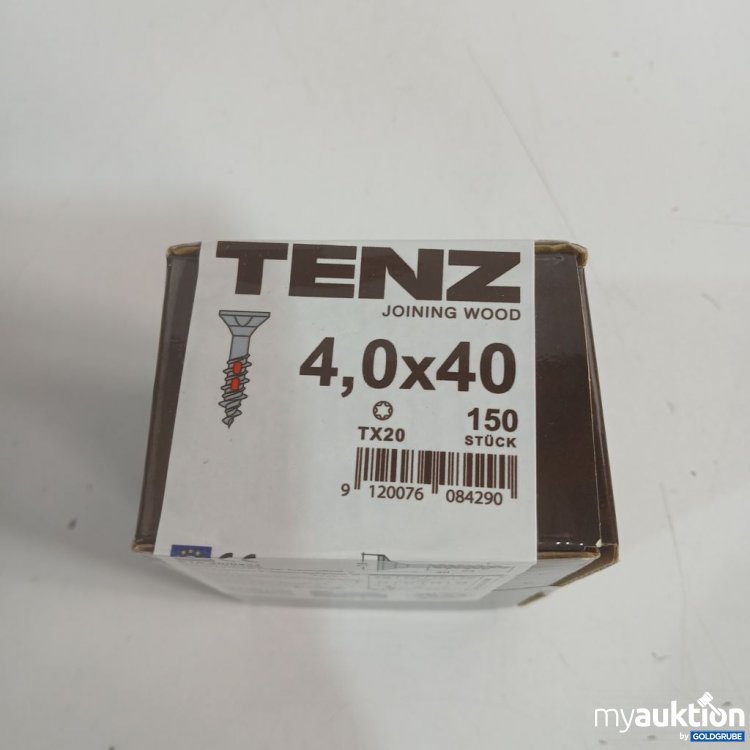 TENZ
JOINING WOOD
4,0x40
TX20
150
STÜCK
9 120076 084290
myauktion
by GOLDGRUBE